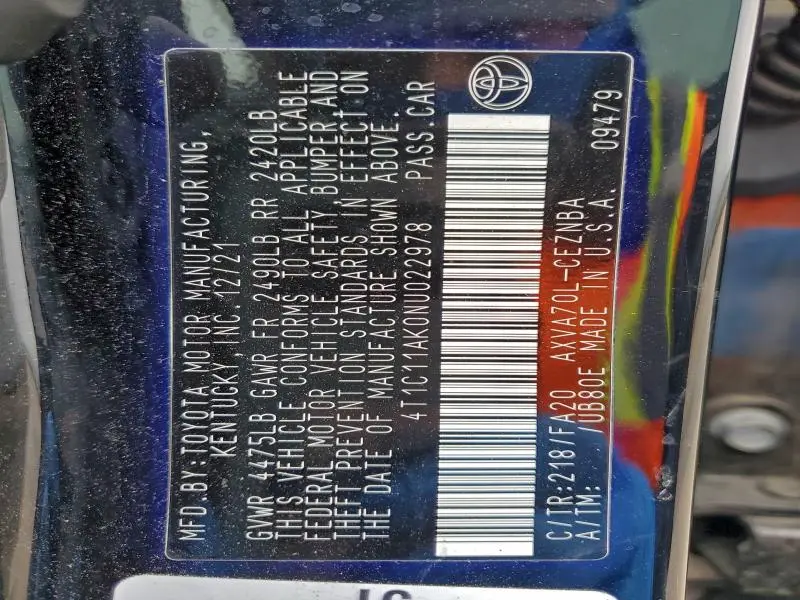 MFD.BY:TOYOTA MOTOR MANUFACTURING,
KENTUCKY, INC. 12/21
GVWR 4475LB GAWR FR 2490LB RR 2420LB
THIS VEHICLE CONFORMS TO ALL APPLICABLE
FEDERAL MOTOR VEHICLE SAFETY, BUMPER, AND
THEFT PREVENTION STANDARDS IN EFFECT ON
THE DATE OF MANUFACTURE SHOWN ABOVE.
4T1C11AK0NU022978 PASS.CAR
C/TR:218/FA20 AXVA70L-CEZNBA
A/TM: /UB80E MADE IN U.S.A. 09479